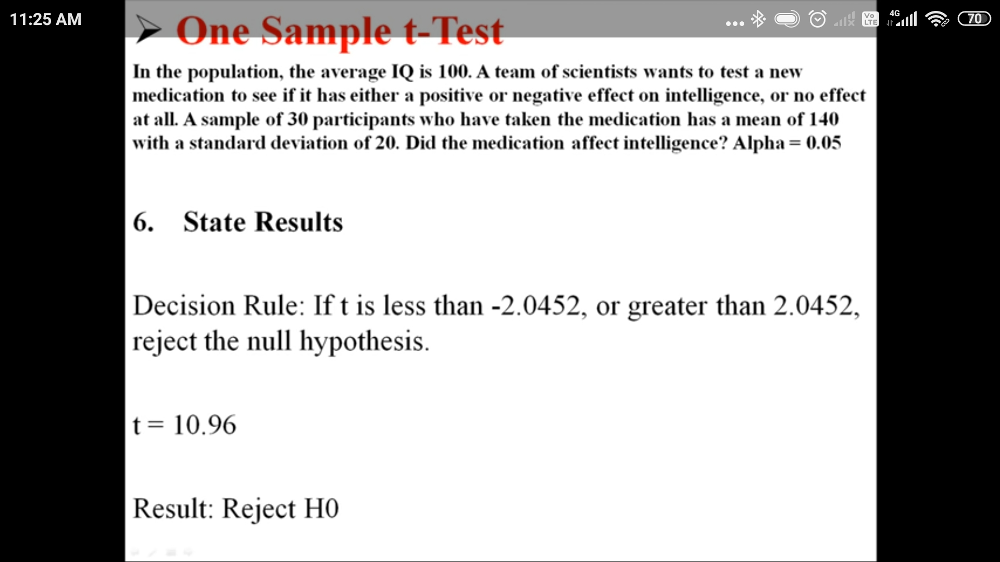 11:25 AM
Vo LTE
4G
70
➤ One Sample t-Test
In the population, the average IQ is 100. A team of scientists wants to test a new
medication to see if it has either a positive or negative effect on intelligence, or no effect
at all. A sample of 30 participants who have taken the medication has a mean of 140
with a standard deviation of 20. Did the medication affect intelligence? Alpha = 0.05
6. State Results
Decision Rule: If t is less than -2.0452, or greater than 2.0452,
reject the null hypothesis.
t = 10.96
Result: Reject H0